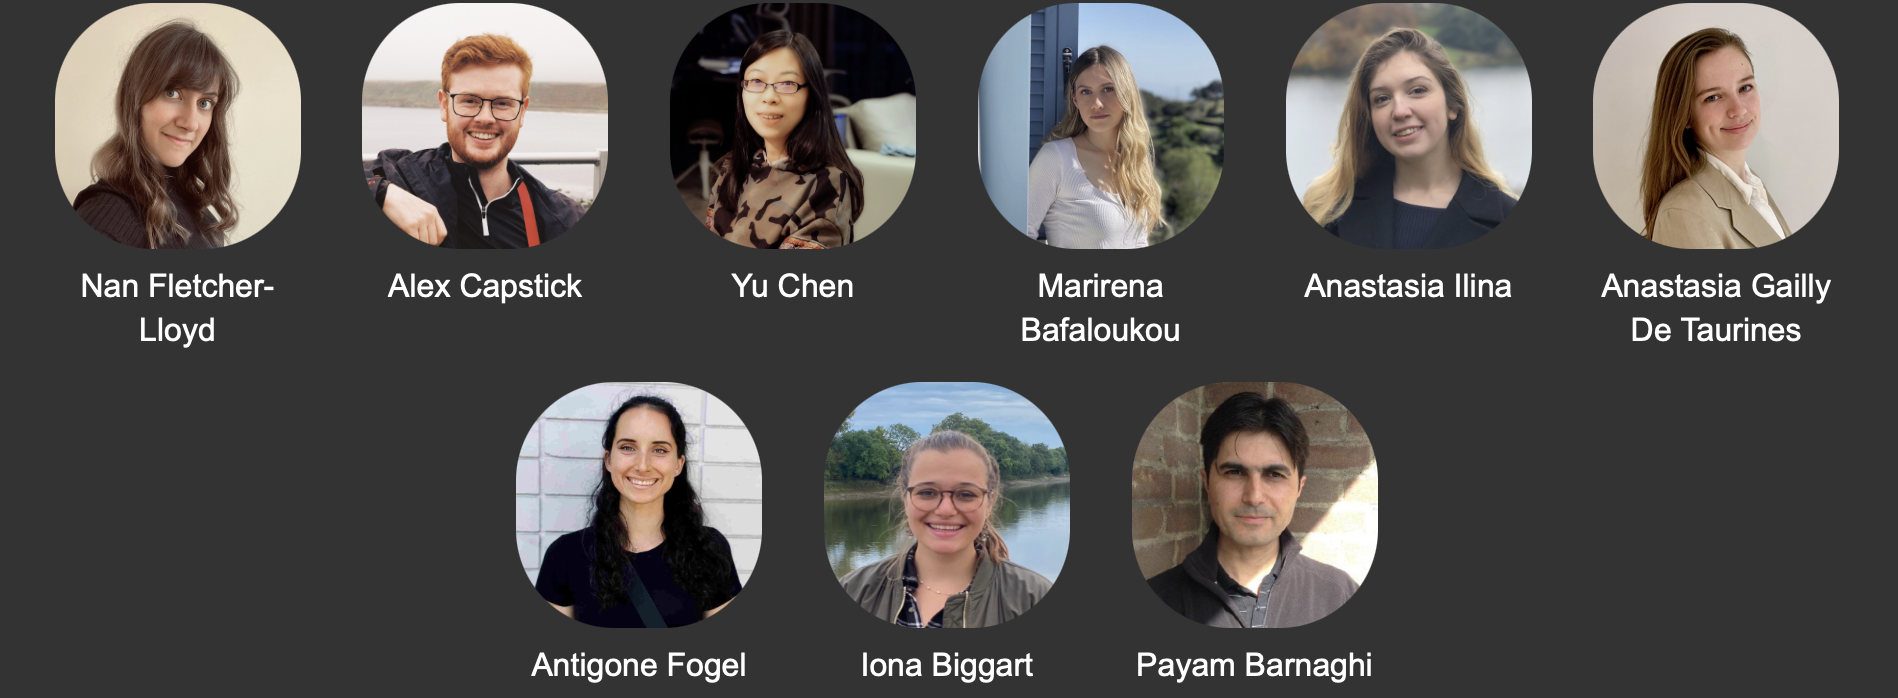 Nan Fletcher-
Lloyd
Alex Capstick
Yu Chen
Marirena
Bafaloukou
Anastasia Ilina
Anastasia Gailly
De Taurines
Antigone Fogel
Iona Biggart
Payam Barnaghi